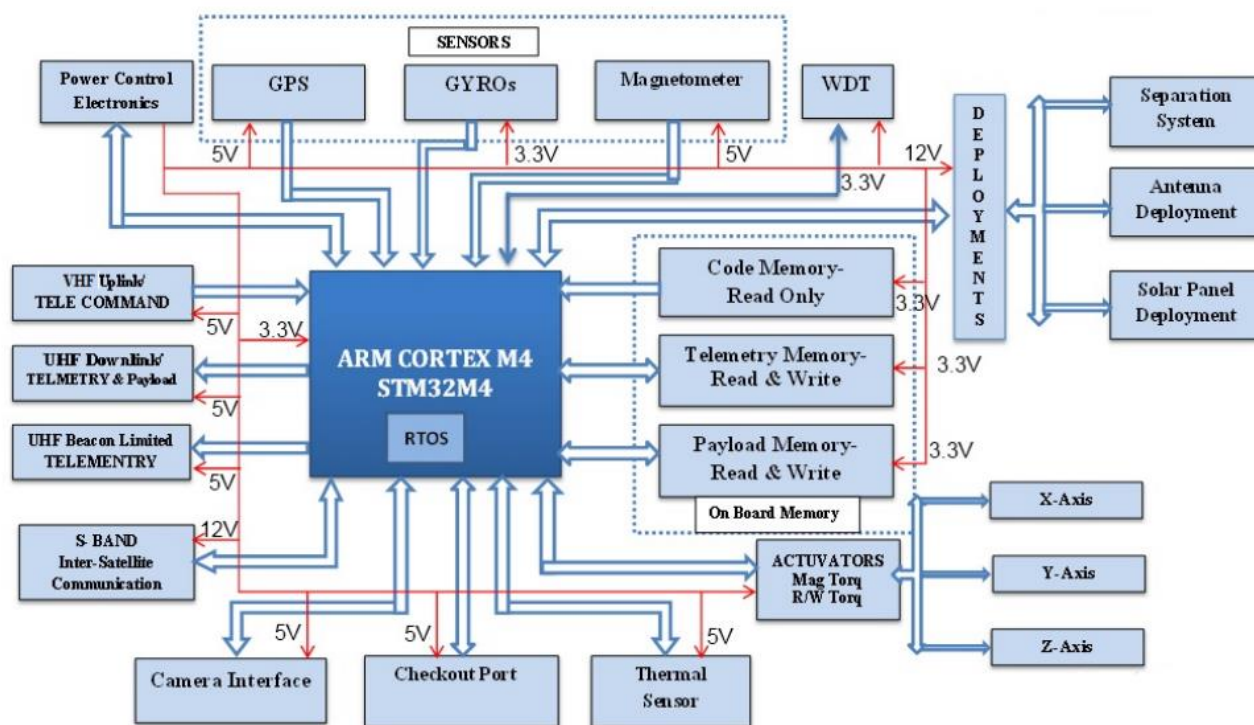 SENSORS
Power Control
Electronics
GPS
GYROs
Magnetometer
WDT
DEPLOYMENTS
Separation
System
5V
3.3V
5V
3.3V
12V
Antenna
Deployment
Solar Panel
Deployment
VHF Uplink/
TELE COMMAND
5V
3.3V
UHF Downlink/
TELMETRY & Payload
5V
UHF Beacon Limited
TELEMENTRY
5V
12V
S-BAND
Inter-Satellite
Communication
ARM CORTEX M4
STM32M4
RTOS
Code Memory-
Read Only
3.3V
Telemetry Memory-
Read & Write
3.3V
Payload Memory-
Read & Write
3.3V
On Board Memory
ACTUVATORS
Mag Torq
R/W Torq
X-Axis
Y-Axis
Z-Axis
5V
5V
5V
Camera Interface
Checkout Port
Thermal
Sensor